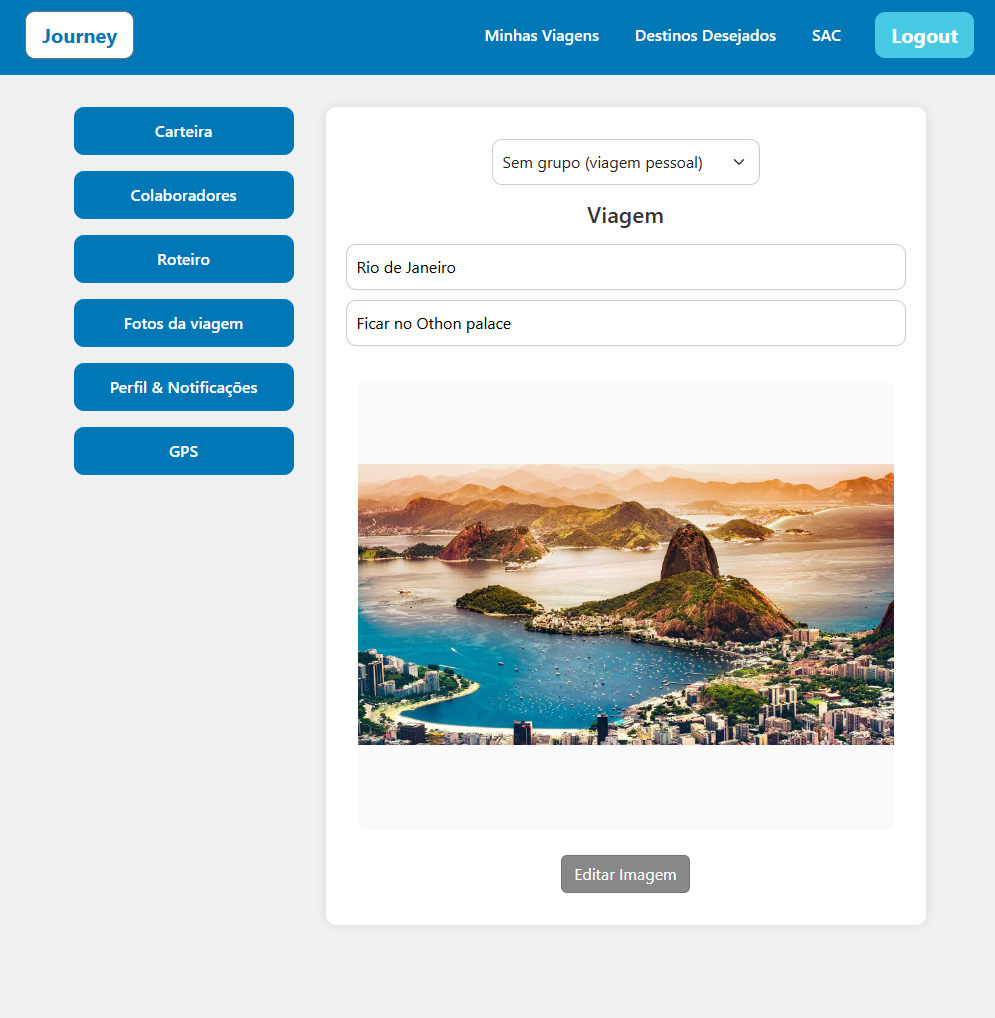 Journey
Minhas Viagens
Destinos Desejados
SAC
Logout
Carteira
Colaboradores
Roteiro
Fotos da viagem
Perfil & Notificações
GPS
Sem grupo (viagem pessoal)
Viagem
Rio de Janeiro
Ficar no Othon palace
Editar Imagem